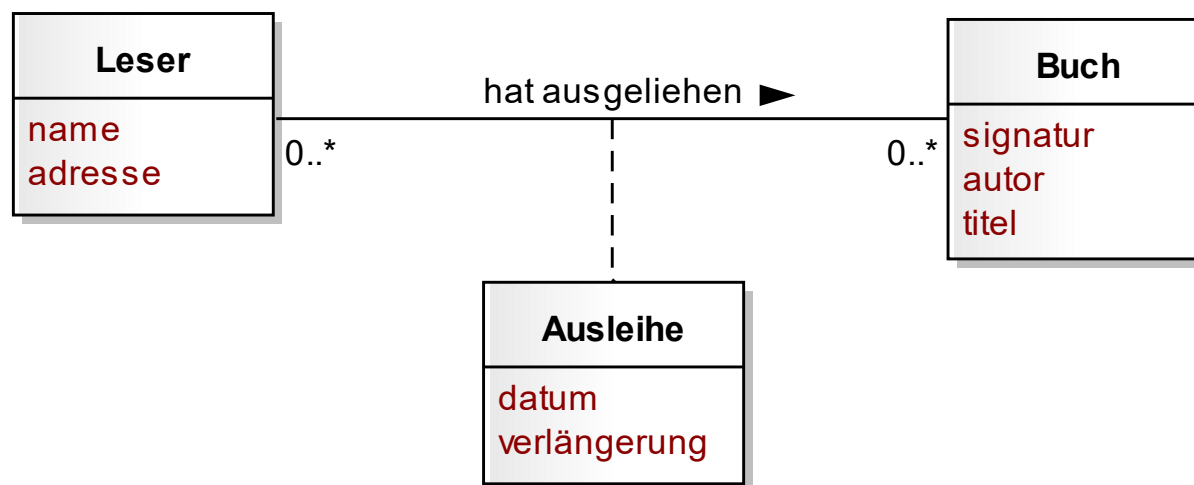 Leser
name
adresse
hat ausgeliehen
0..*
0..*
Buch
signatur
autor
titel
Ausleihe
datum
verlängerung